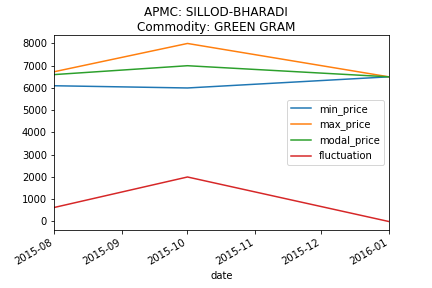 APMC: SILLOD-BHARADI
Commodity: GREEN GRAM
8000
7000
6000
5000
4000
3000
2000
1000
0
min_price
max_price
modal_price
fluctuation
2015-08
2015-09
2015-10
2015-11
2015-12
2016-01
date